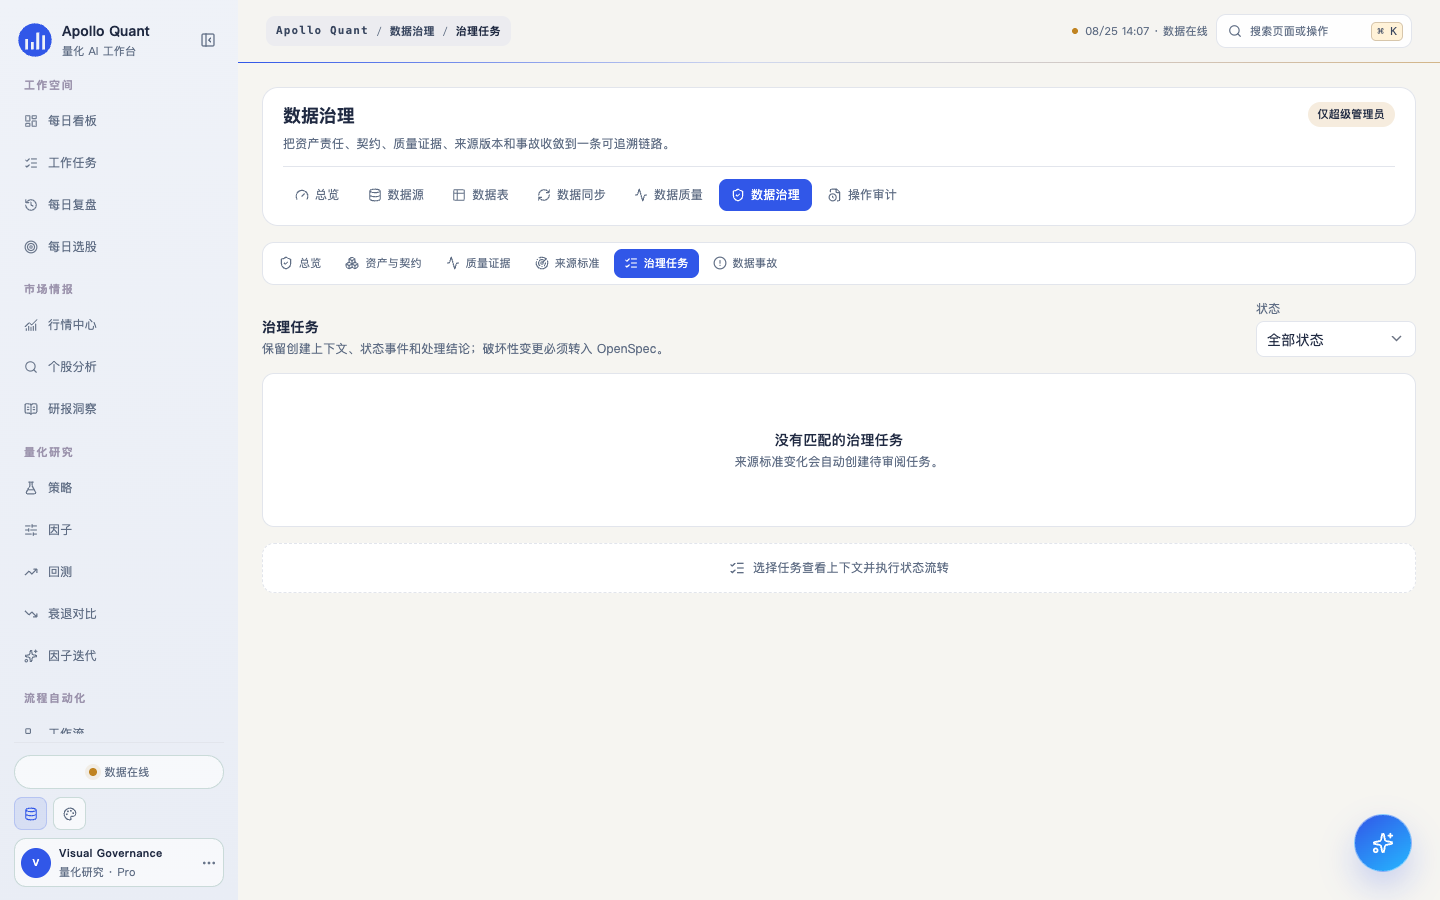 Apollo Quant
量化 AI 工作台
工作空间
每日看板
工作任务
每日复盘
每日选股
市场情报
行情中心
个股分析
研报洞察
量化研究
策略
因子
回测
衰退对比
因子迭代
流程自动化
工作流
数据在线
V
Visual Governance
量化研究 · Pro
Apollo Quant / 数据治理 / 治理任务
08/25 14:07 · 数据在线
搜索页面或操作
⌘ K
数据治理
仅超级管理员
把资产责任、契约、质量证据、来源版本和事故收敛到一条可追溯链路。
总览 数据源 数据表 数据同步 数据质量 数据治理 操作审计
总览 资产与契约 质量证据 来源标准 治理任务 数据事故
状态
治理任务
全部状态
保留创建上下文、状态事件和处理结论；破坏性变更必须转入 OpenSpec。
没有匹配的治理任务
来源标准变化会自动创建待审阅任务。
选择任务查看上下文并执行状态流转